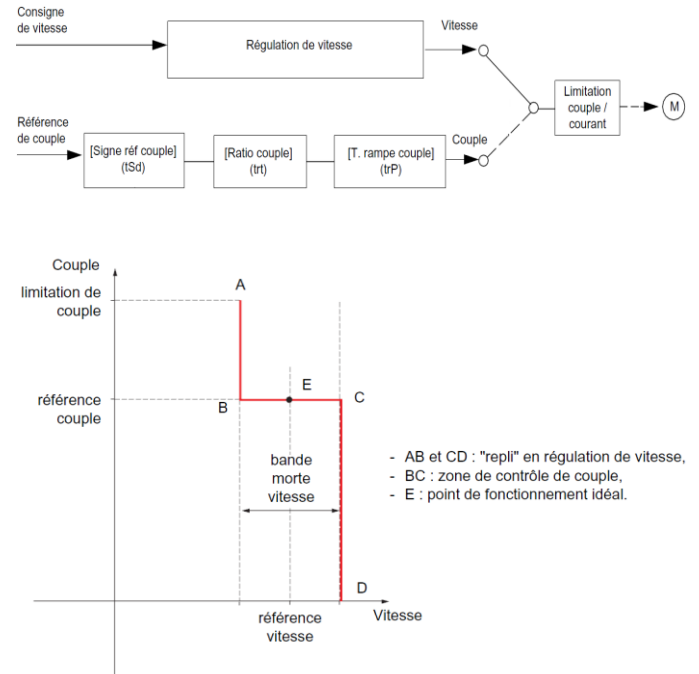 Consigne
de vitesse
Régulation de vitesse
Vitesse
Limitation
couple /
courant
M
Référence
de couple
[Signe réf couple]
(tSd)
[Ratio couple]
(trt)
[T. rampe couple]
(trP)
Couple
Couple
limitation de
couple
A
référence
couple
B
E
C
bande
morte
vitesse
- AB et CD : "repli" en régulation de vitesse,
- BC : zone de contrôle de couple,
- E : point de fonctionnement idéal.
D
référence
vitesse
Vitesse